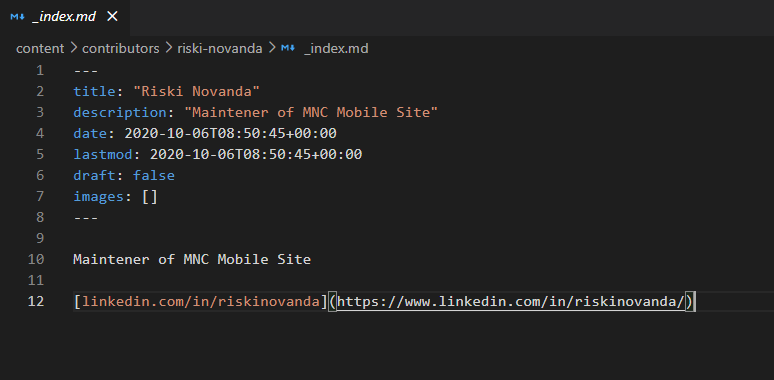 _index.md
content > contributors > riski-novanda > _index.md
1 ---
2 title: "Riski Novanda"
3 description: "Maintener of MNC Mobile Site"
4 date: 2020-10-06T08:50:45+00:00
5 lastmod: 2020-10-06T08:50:45+00:00
6 draft: false
7 images: []
8 ---
9
10 Maintener of MNC Mobile Site
11
12 [linkedin.com/in/riskinovanda](https://www.linkedin.com/in/riskinovanda/)